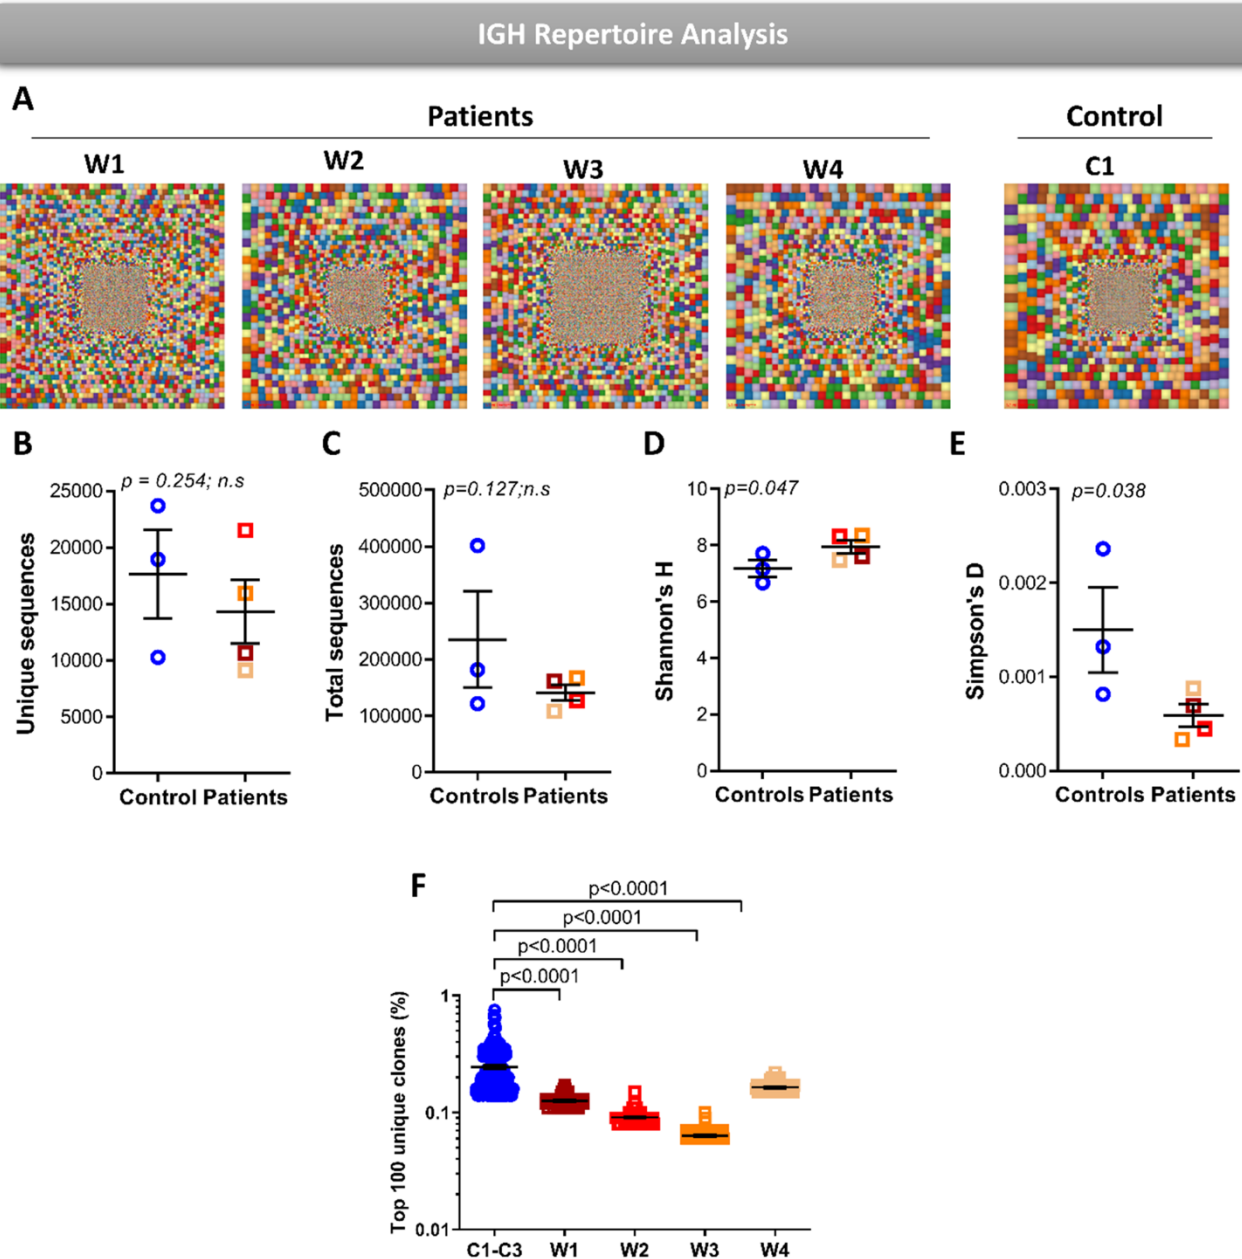 IGH Repertoire Analysis
A
Patients
Control
W1
W2
W3
W4
C1
B
C
D
E
p = 0.254; n.s
Unique sequences
25000
20000
15000
10000
5000
0
Control Patients
p=0.127;n.s
Total sequences
500000
400000
300000
200000
100000
0
Controls Patients
p=0.047
Shannon's H
10
8
6
4
2
0
Controls Patients
p=0.038
Simpson's D
0.003
0.002
0.001
0.000
Controls Patients
F
p<0.0001
p<0.0001
p<0.0001
p<0.0001
Top 100 unique clones (%)
1
0.1
0.01
C1-C3 W1 W2 W3 W4